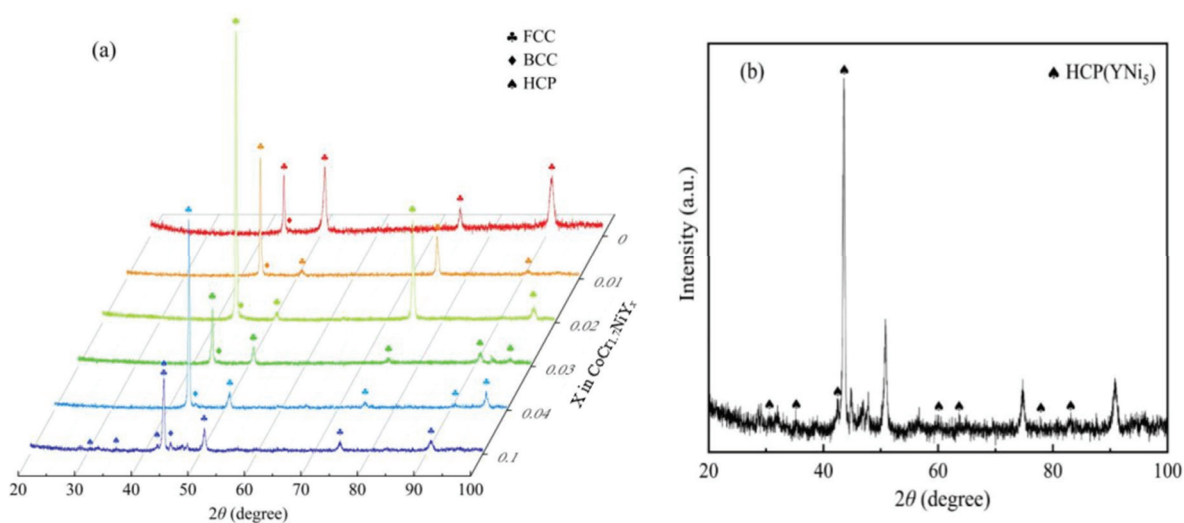 (a)
♣ FCC
♦ BCC
♠ HCP
0
0.01
0.02
0.03
0.04
0.1
X in CoCr1.7NiYx
20 30 40 50 60 70 80 90 100
2θ (degree)
(b)
♠ HCP(YNi5)
Intensity (a.u.)
20 40 60 80 100
2θ (degree)